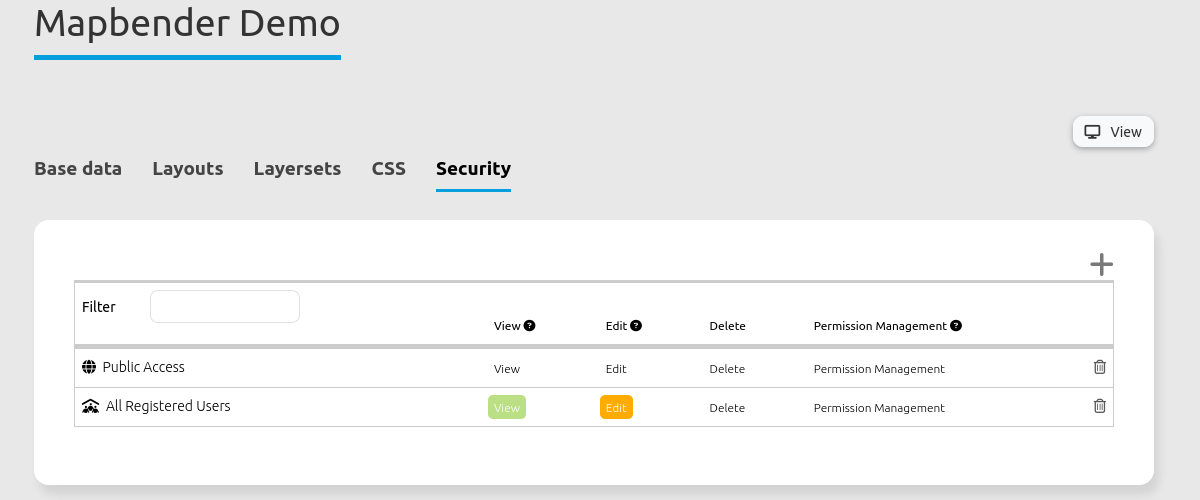 Mapbender Demo
View
Base data Layouts Layersets CSS Security
Filter
View Edit Delete Permission Management
Public Access View Edit Delete Permission Management
All Registered Users View Edit Delete Permission Management